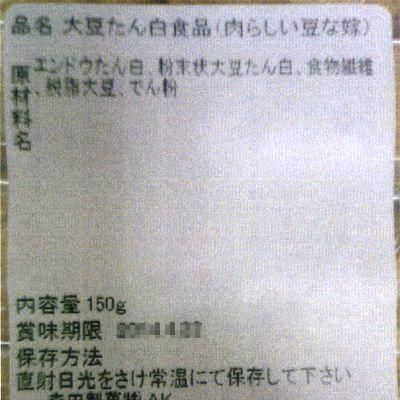 品名 大豆たん白食品(肉らしい豆な嫁)
原材料名
エンドウたん白、粉末状大豆たん白、食物繊維
、脱脂大豆、でん粉
内容量 150g
賞味期限
保存方法
直射日光をさけ常温にて保存して下さい